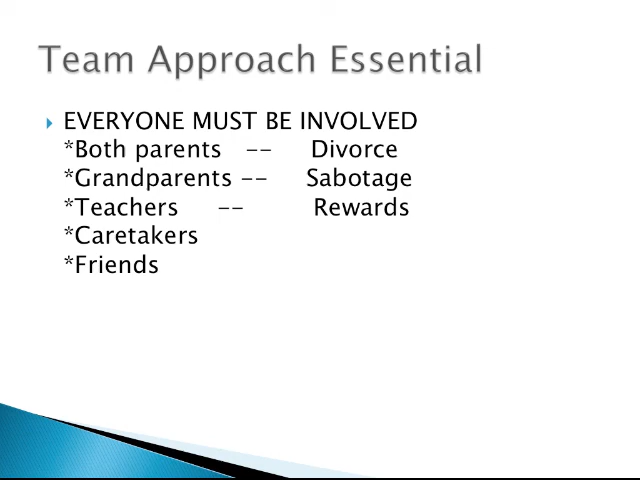 Team Approach Essential
EVERYONE MUST BE INVOLVED
*Both parents -- Divorce
*Grandparents -- Sabotage
*Teachers -- Rewards
*Caretakers
*Friends